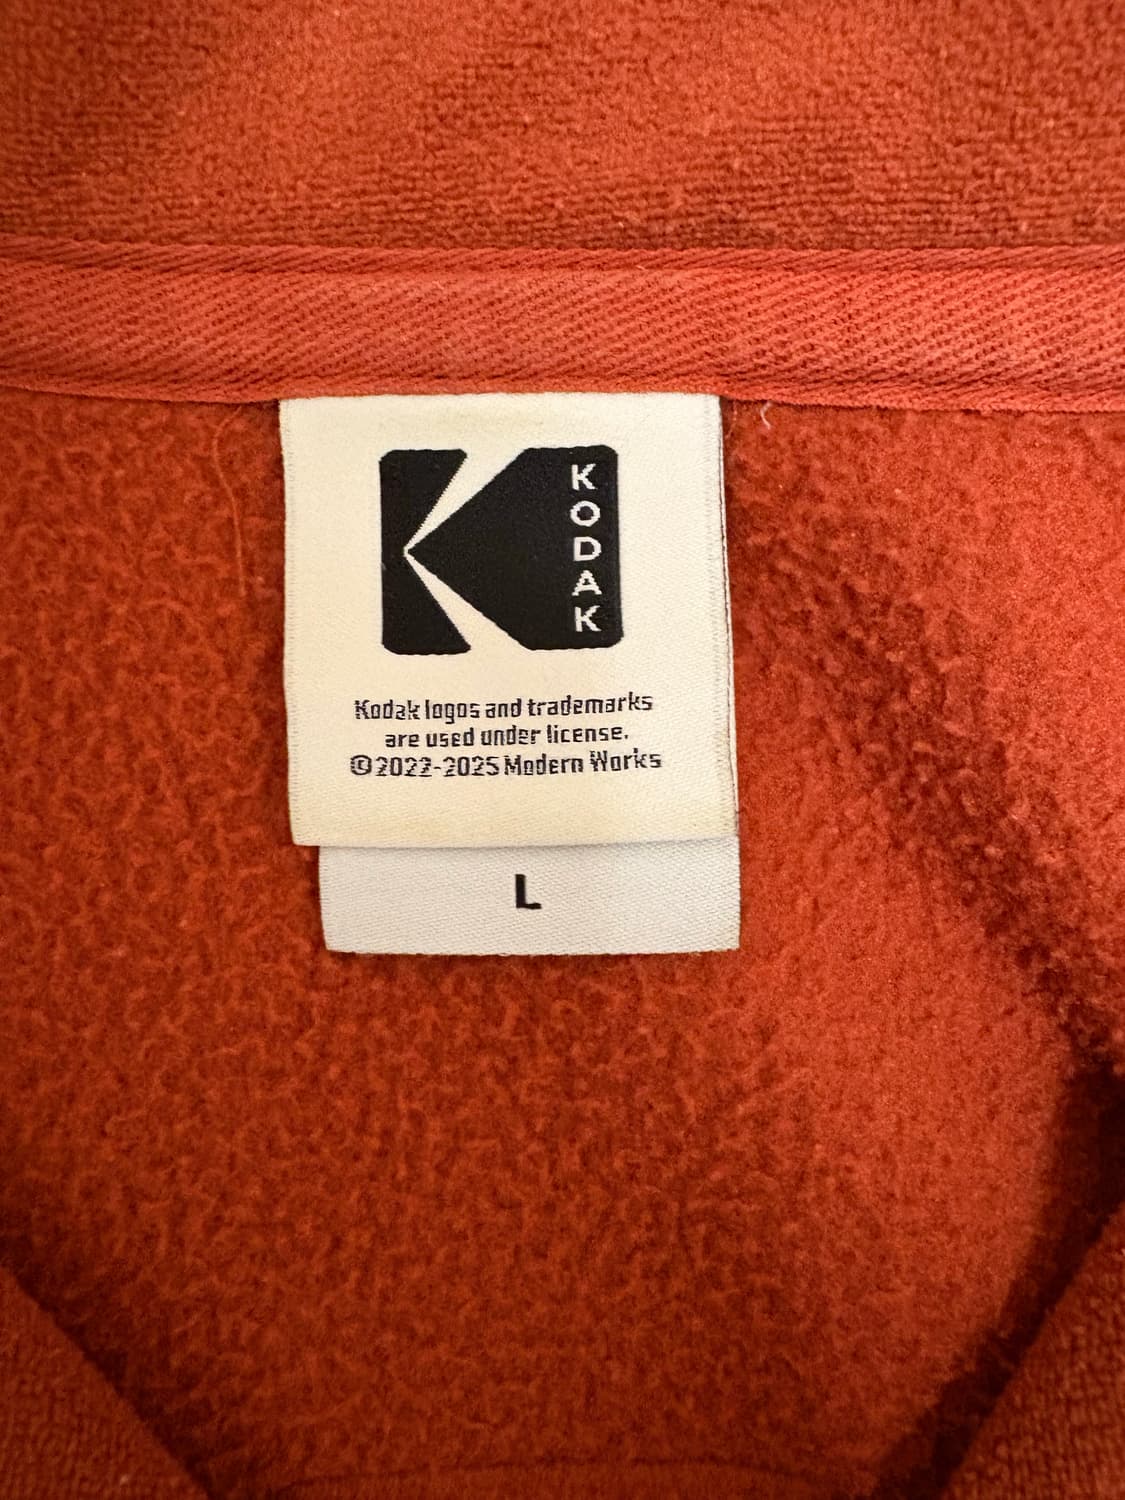 KODAK
Kodak logos and trademarks
are used under license.
©2022-2025 Modern Works
L